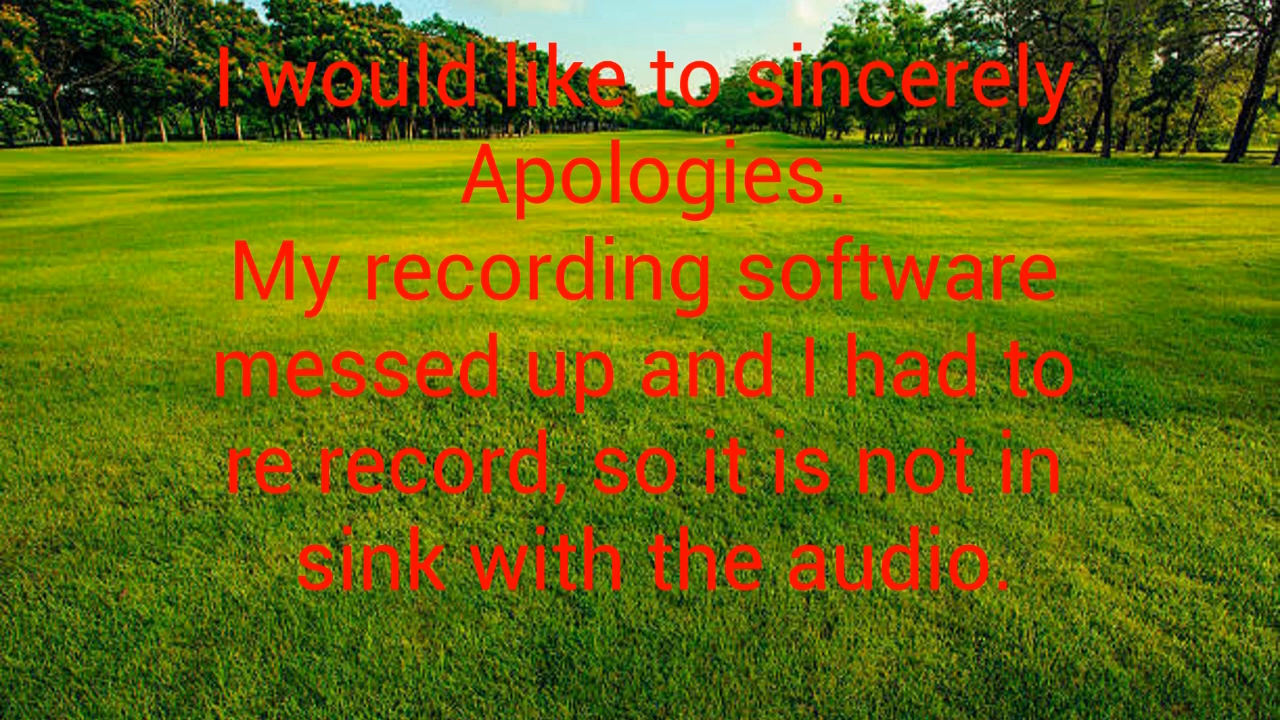 I would like to sincerely
Apologies.
My recording software
messed up and I had to
re record, so it is not in
sink with the audio.